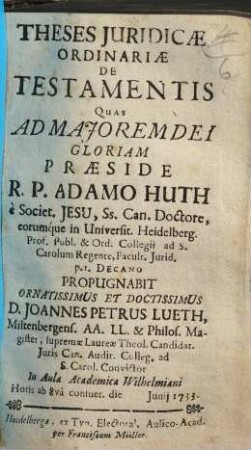 THESES JURIDICÆ
ORDINARIÆ
DE
TESTAMENTIS
Quas
AD MAJOREM DEI
GLORIAM
PRÆSIDE
R. P. ADAMO HUTH
è Societ. JESU, Ss. Can. Doctore,
eorumque in Universit. Heidelberg.
Prof. Publ. & Ord. Collegii ad S.
Carolum Regente, Facult. Jurid.
p.t. DECANO
PROPUGNABIT
ORNATISSIMUS ET DOCTISSIMUS
D. JOANNES PETRUS LUETH,
Miltenbergens. AA. LL. & Philos. Ma-
gister, supremæ Laureæ Theol. Candidat.
Juris Can. Audit. Colleg. ad
S. Carol. Convictor
In Aula Academica Wilhelmiani
Horis ab 8vâ consuet. die Junij 1733.
Heidelbergæ, ex Typ. Electoral. Aulico-Acad.
per Franciscum Müller.